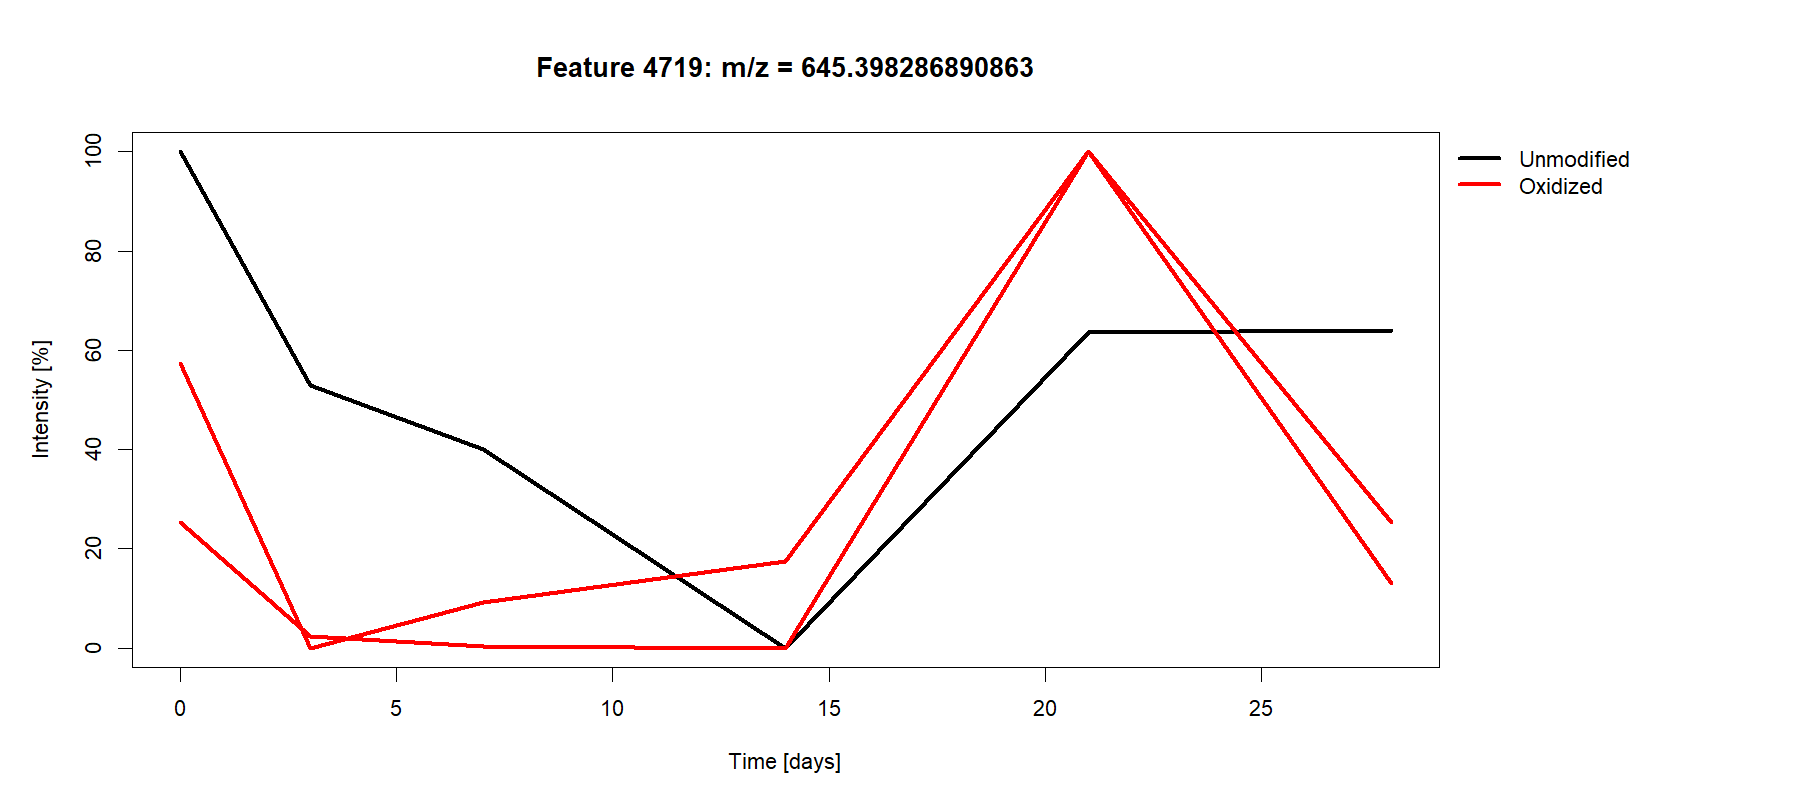 Feature 4719: m/z = 645.398286890863
Unmodified
Oxidized
Intensity [%]
100
80
60
40
20
0
0 5 10 15 20 25
Time [days]